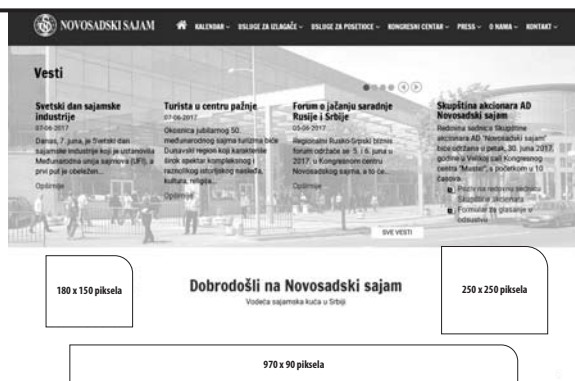 NOVOSADSKI SAJAM
KALENDAR
USLUGE ZA IZLAGAČE
USLUGE ZA POSETIOCE
KONGRESNI CENTAR
PRESS
O NAMA
KONTAKT
Vesti
Svetski dan sajamske
industrije
07-06-2017
Danas, 7. juna, je Svetski dan
sajamske industrije koji je ustanovila
Međunarodna unija sajmova (UFI), a
prvi put je obeležen...
Opširnije
Turista u centru pažnje
07-06-2017
Okosnica jubilarnog 50.
međunarodnog sajma turizma biće
Dunavski region koji karakteriše
širok spektar kompleksnog i
raznolikog istorijskog nasleđa,
kultura, religija...
Opširnije
Forum o jačanju saradnje
Rusije i Srbije
05-06-2017
Regionalni Rusko-Srpski biznis
forum održaće se 5. i 6. juna u
2017. u Kongresnom centru
Novosadskog sajma, a to će...
Opširnije
Skupština akcionara AD
Novosadski sajam
Redovna sednica Skupštine
akcionara AD "Novosadski sajam"
biće održana u petak, 30. juna 2017.
godine u Velikoj sali Kongresnog
centra "Master", s početkom u 10
časova.
Poziv na redovnu sednicu
Skupštine akcionara
Formular za glasanje u
odsustvu
SVE VESTI
180 x 150 piksela
Dobrodošli na Novosadski sajam
Vodeća sajamska kuća u Srbiji
250 x 250 piksela
970 x 90 piksela